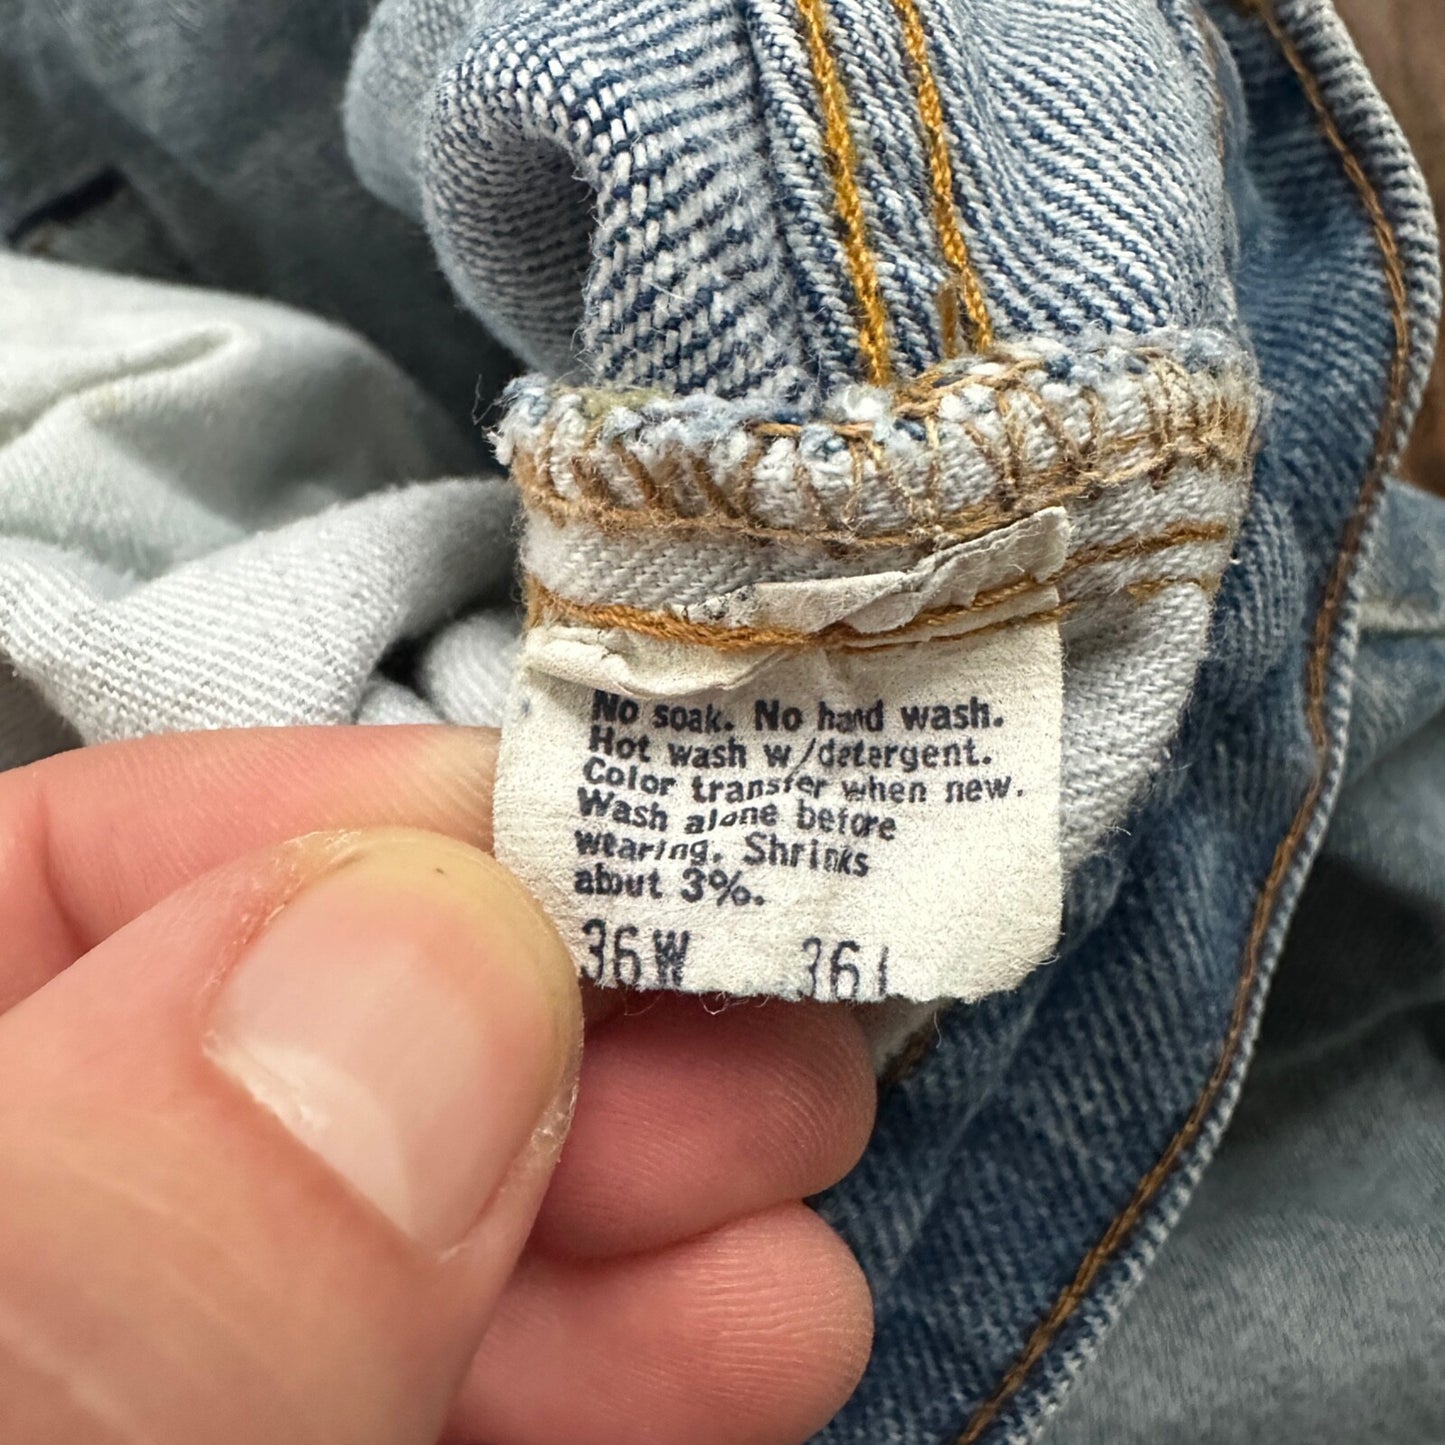 No soak. No hand wash.
Hot wash w/detergent.
Color transfer when new.
Wash alone before
wearing. Shrinks
about 3%.
36W 36L